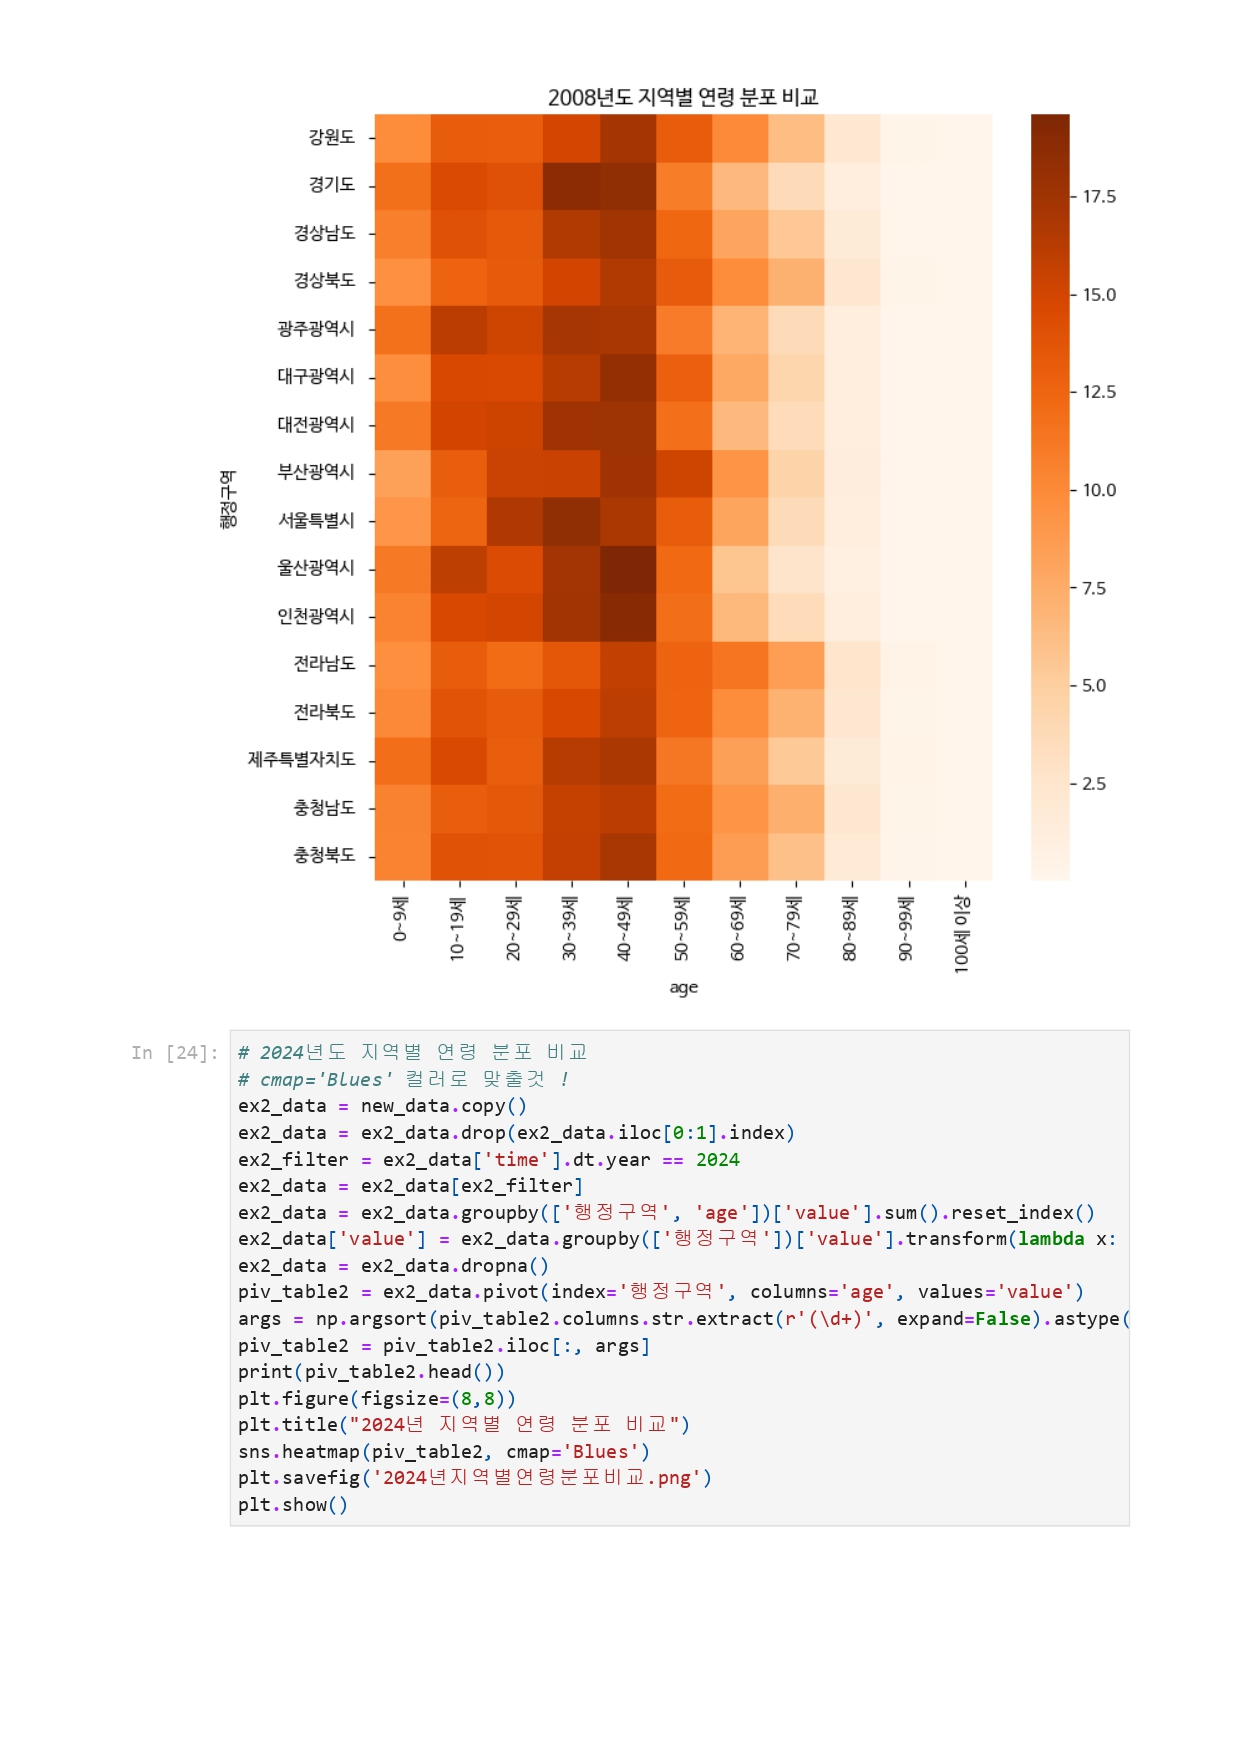 2008년도 지역별 연령 분포 비교
강원도
경기도
경상남도
경상북도
광주광역시
대구광역시
대전광역시
부산광역시
서울특별시
울산광역시
인천광역시
전라남도
전라북도
제주특별자치도
충청남도
충청북도
행정구역
17.5
15.0
12.5
10.0
7.5
5.0
2.5
0~9세
10~19세
20~29세
30~39세
40~49세
50~59세
60~69세
70~79세
80~89세
90~99세
100세 이상
age
In [24]:
# 2024년도 지역별 연령 분포 비교
# cmap='Blues' 컬러로 맞출것 !
ex2_data = new_data.copy()
ex2_data = ex2_data.drop(ex2_data.iloc[0:1].index)
ex2_filter = ex2_data['time'].dt.year == 2024
ex2_data = ex2_data[ex2_filter]
ex2_data = ex2_data.groupby(['행정구역', 'age'])['value'].sum().reset_index()
ex2_data['value'] = ex2_data.groupby(['행정구역'])['value'].transform(lambda x:
ex2_data = ex2_data.dropna()
piv_table2 = ex2_data.pivot(index='행정구역', columns='age', values='value')
args = np.argsort(piv_table2.columns.str.extract(r'(\d+)', expand=False).astype(
piv_table2 = piv_table2.iloc[:, args]
print(piv_table2.head())
plt.figure(figsize=(8,8))
plt.title("2024년 지역별 연령 분포 비교")
sns.heatmap(piv_table2, cmap='Blues')
plt.savefig('2024년지역별연령분포비교.png')
plt.show()